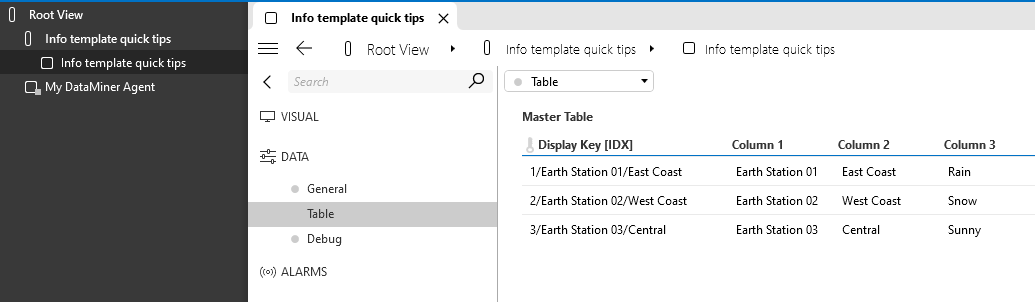 Root View
Info template quick tips
Info template quick tips
My DataMiner Agent
Info template quick tips
Root View Info template quick tips Info template quick tips
Search
VISUAL
DATA
General
Table
Debug
ALARMS
Table
Master Table
Display Key [IDX] Column 1 Column 2 Column 3
1/Earth Station 01/East Coast Earth Station 01 East Coast Rain
2/Earth Station 02/West Coast Earth Station 02 West Coast Snow
3/Earth Station 03/Central Earth Station 03 Central Sunny